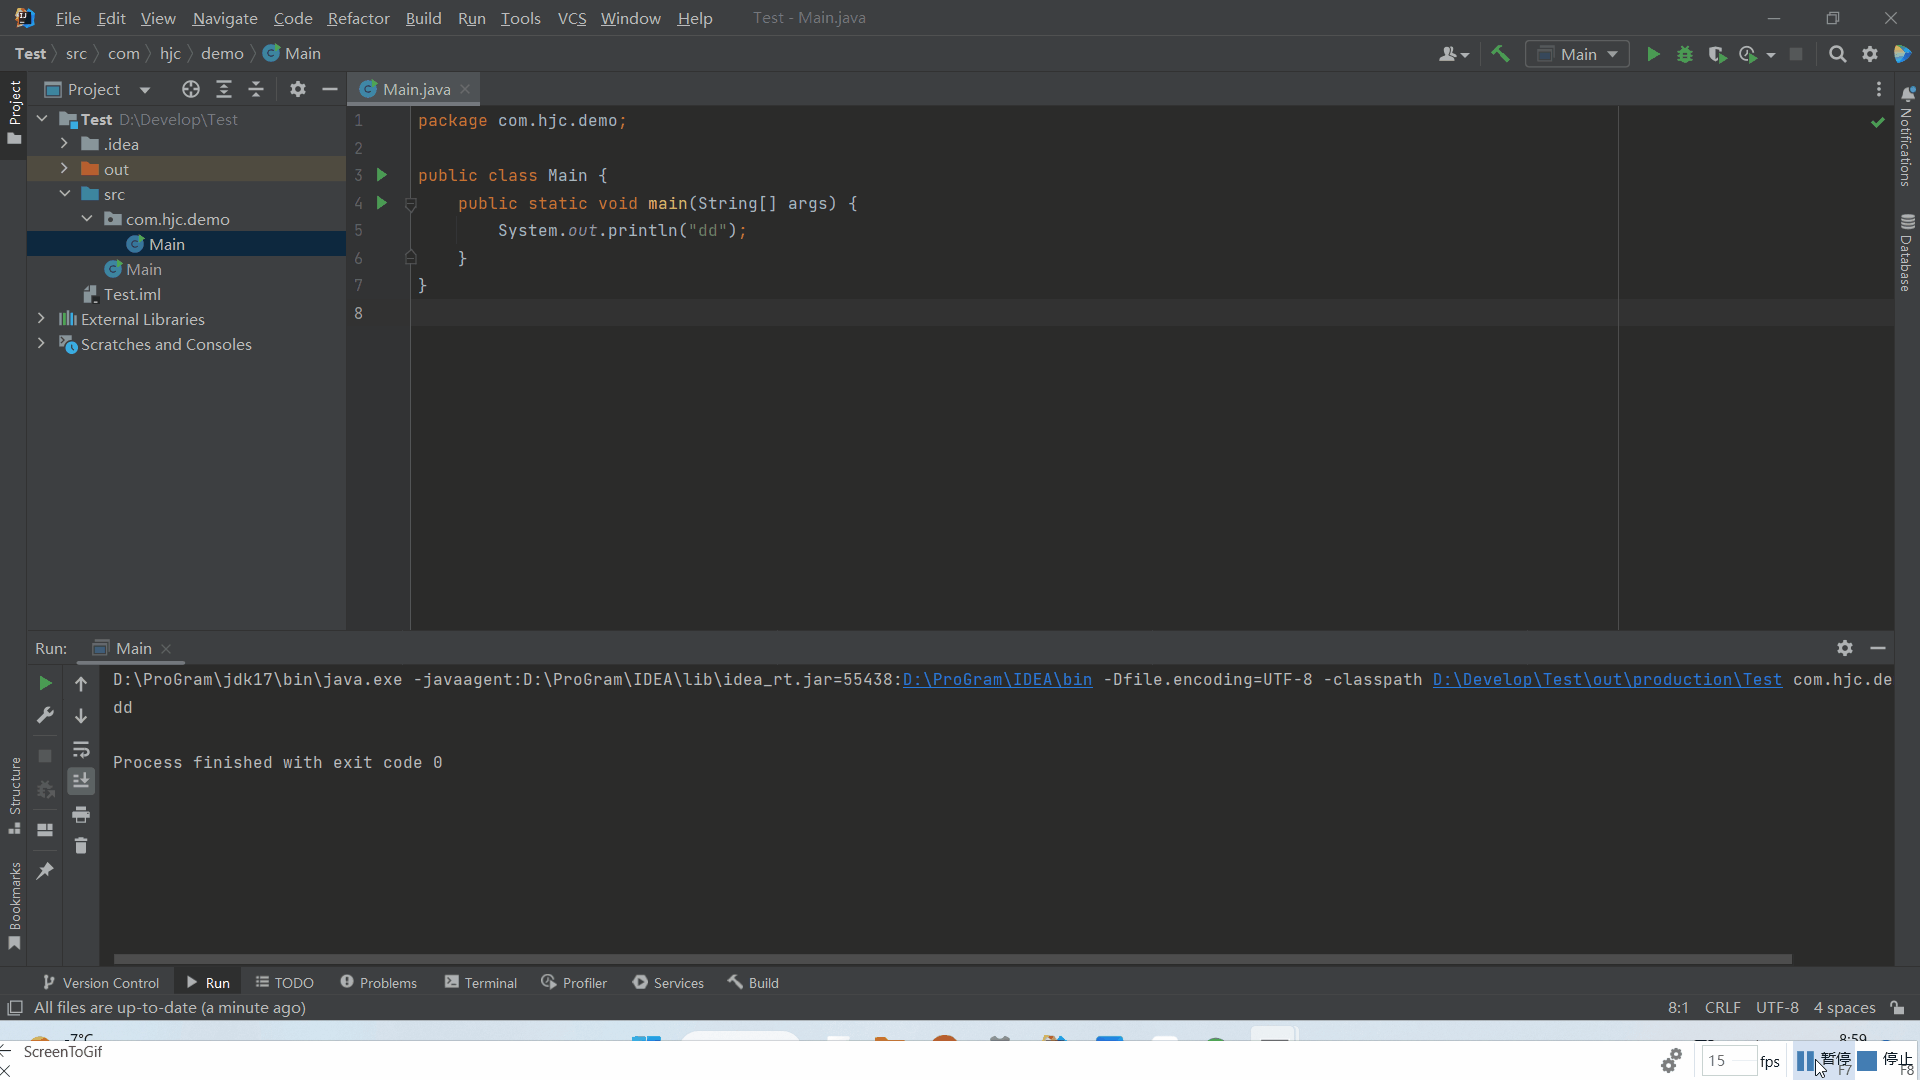 File Edit View Navigate Code Refactor Build Run Tools VCS Window Help Test - Main.java
Test src com hjc demo Main
Main
Project
Main.java
Project
Notifications
Database
Test D:\Develop\Test
.idea
out
src
com.hjc.demo
Main
Main
Test.iml
External Libraries
Scratches and Consoles
1 package com.hjc.demo;
2
3 public class Main {
4 public static void main(String[] args) {
5 System.out.println("dd");
6 }
7 }
8
Run: Main
D:\ProGram\jdk17\bin\java.exe -javaagent:D:\ProGram\IDEA\lib\idea_rt.jar=55438:D:\ProGram\IDEA\bin -Dfile.encoding=UTF-8 -classpath D:\Develop\Test\out\production\Test com.hjc.de
dd
Process finished with exit code 0
Structure
Bookmarks
Version Control Run TODO Problems Terminal Profiler Services Build
All files are up-to-date (a minute ago) 8:1 CRLF UTF-8 4 spaces
-7°C
8:59
ScreenToGif
15 fps 暂停 F7 停止 F8